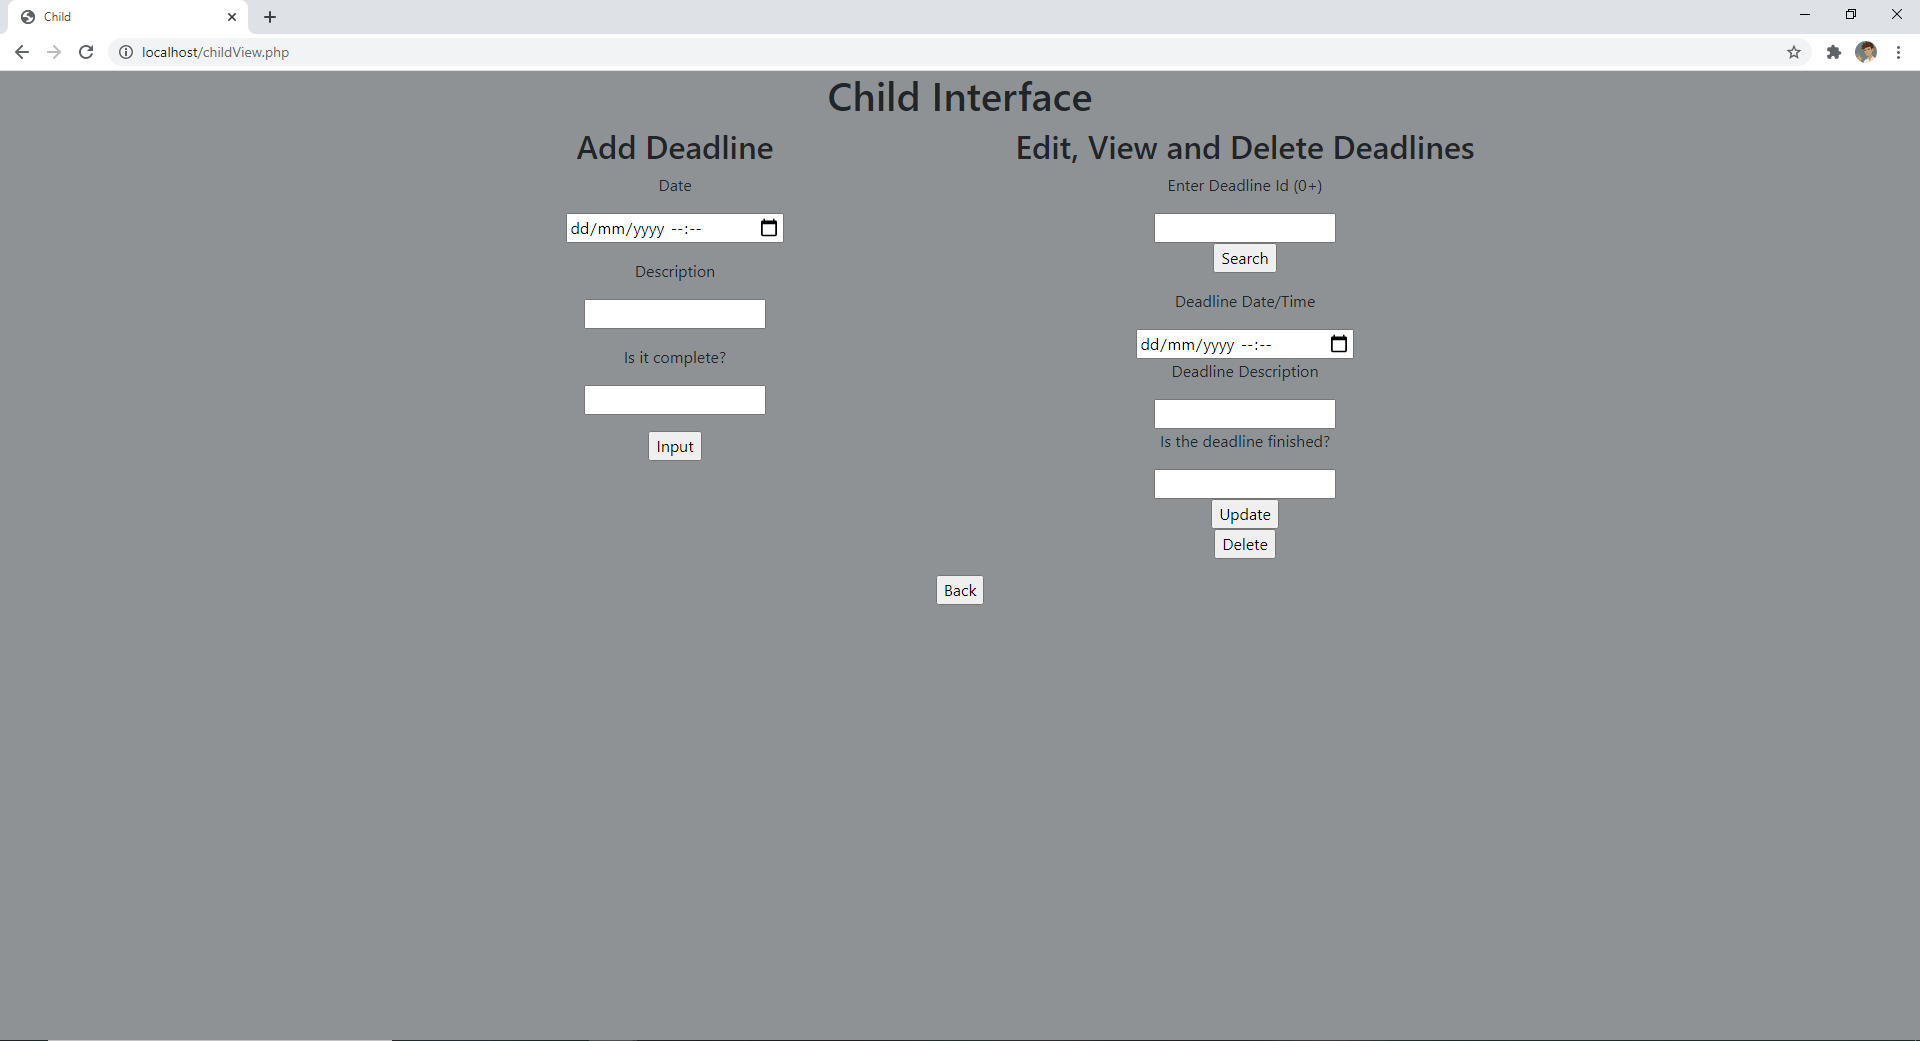 Child
localhost/childView.php
Child Interface
Add Deadline
Date
dd/mm/yyyy --:--
Description
Is it complete?
Input
Edit, View and Delete Deadlines
Enter Deadline Id (0+)
Search
Deadline Date/Time
dd/mm/yyyy --:--
Deadline Description
Is the deadline finished?
Update
Delete
Back